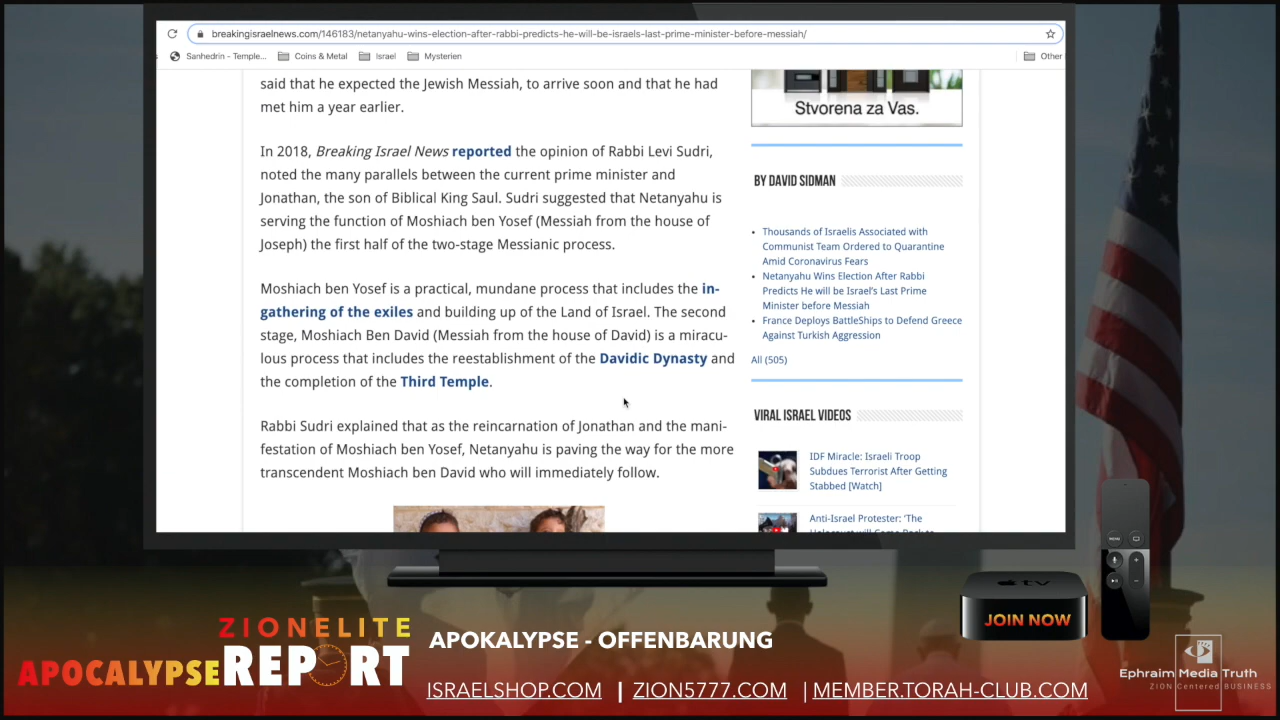 breakingisraelnews.com/146183/netanyahu-wins-election-after-rabbi-predicts-he-will-be-israels-last-prime-minister-before-messiah/
Sanhedrin - Temple...
Coins & Metal
Israel
Mysterien
Other
said that he expected the Jewish Messiah, to arrive soon and that he had
met him a year earlier.
In 2018, Breaking Israel News reported the opinion of Rabbi Levi Sudri,
noted the many parallels between the current prime minister and
Jonathan, the son of Biblical King Saul. Sudri suggested that Netanyahu is
serving the function of Moshiach ben Yosef (Messiah from the house of
Joseph) the first half of the two-stage Messianic process.
Moshiach ben Yosef is a practical, mundane process that includes the in-
gathering of the exiles and building up of the Land of Israel. The second
stage, Moshiach Ben David (Messiah from the house of David) is a miracu-
lous process that includes the reestablishment of the Davidic Dynasty and
the completion of the Third Temple.
Rabbi Sudri explained that as the reincarnation of Jonathan and the mani-
festation of Moshiach ben Yosef, Netanyahu is paving the way for the more
transcendent Moshiach ben David who will immediately follow.
Stvorena za Vas.
BY DAVID SIDMAN
Thousands of Israelis Associated with
Communist Team Ordered to Quarantine
Amid Coronavirus Fears
Netanyahu Wins Election After Rabbi
Predicts He will be Israel's Last Prime
Minister before Messiah
France Deploys BattleShips to Defend Greece
Against Turkish Aggression
All (505)
VIRAL ISRAEL VIDEOS
IDF Miracle: Israeli Troop
Subdues Terrorist After Getting
Stabbed [Watch]
Anti-Israel Protester: 'The
Holocaust will Come Back to
MENU
tv
JOIN NOW
ZIONELITE
APOCALYPSE REPORT
APOKALYPSE - OFFENBARUNG
ISRAELSHOP.COM | ZION5777.COM | MEMBER.TORAH-CLUB.COM
Ephraim Media Truth
ZION Centered BUSINESS